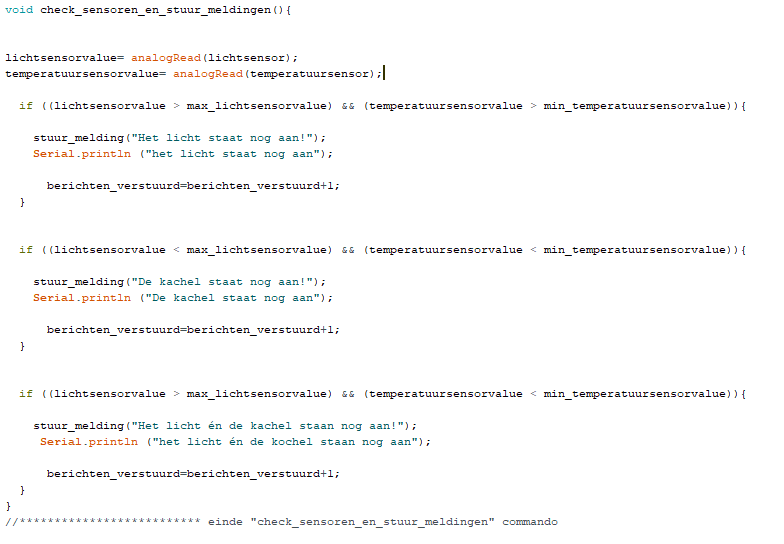 void check_sensoren_en_stuur_meldingen(){
lichtsensorvalue= analogRead(lichtsensor);
temperatuursensorvalue= analogRead(temperatuursensor);
if ((lichtsensorvalue > max_lichtsensorvalue) && (temperatuursensorvalue > min_temperatuursensorvalue)){
stuur_melding("Het licht staat nog aan!");
Serial.println ("het licht staat nog aan");
berichten_verstuurd=berichten_verstuurd+1;
}
if ((lichtsensorvalue < max_lichtsensorvalue) && (temperatuursensorvalue < min_temperatuursensorvalue)){
stuur_melding("De kachel staat nog aan!");
Serial.println ("De kachel staat nog aan");
berichten_verstuurd=berichten_verstuurd+1;
}
if ((lichtsensorvalue > max_lichtsensorvalue) && (temperatuursensorvalue < min_temperatuursensorvalue)){
stuur_melding("Het licht én de kachel staan nog aan!");
Serial.println ("het licht én de kochel staan nog aan");
berichten_verstuurd=berichten_verstuurd+1;
}
}
//************************** einde "check_sensoren_en_stuur_meldingen" commando